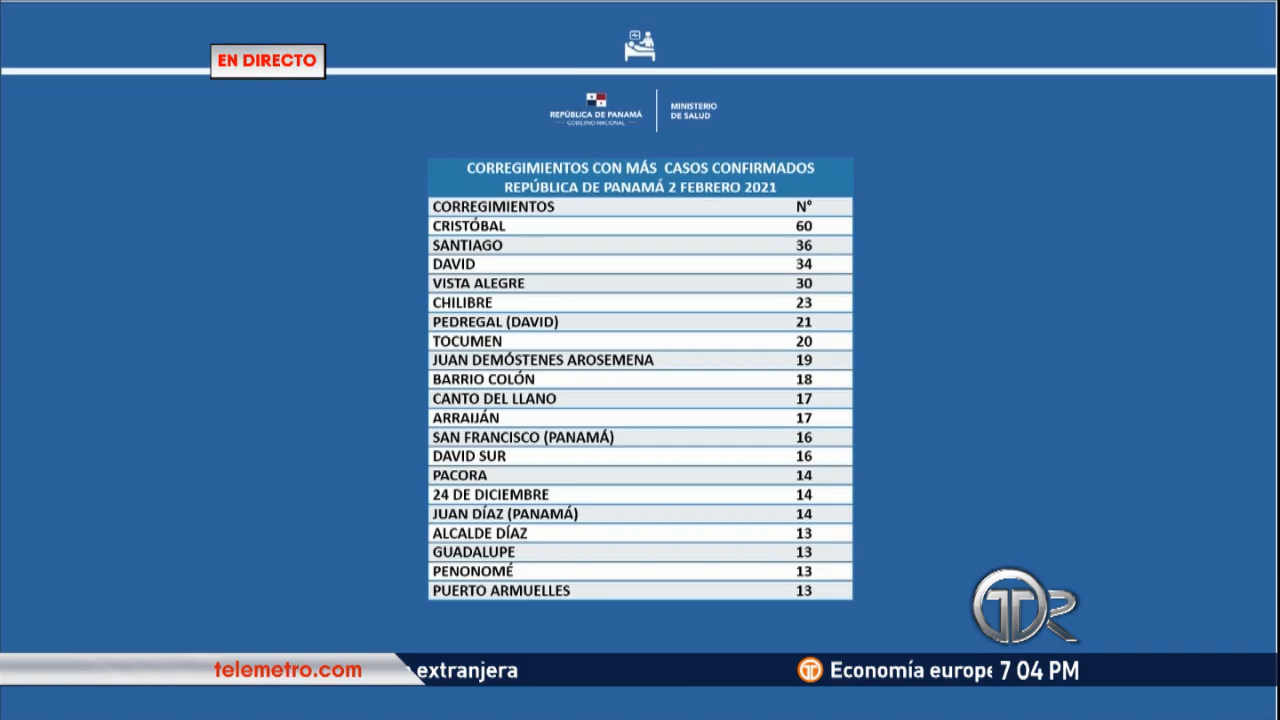 EN DIRECTO
REPÚBLICA DE PANAMÁ
GOBIERNO NACIONAL
MINISTERIO
DE SALUD
CORREGIMIENTOS CON MÁS CASOS CONFIRMADOS
REPÚBLICA DE PANAMÁ 2 FEBRERO 2021
CORREGIMIENTOS N°
CRISTÓBAL 60
SANTIAGO 36
DAVID 34
VISTA ALEGRE 30
CHILIBRE 23
PEDREGAL (DAVID) 21
TOCUMEN 20
JUAN DEMÓSTENES AROSEMENA 19
BARRIO COLÓN 18
CANTO DEL LLANO 17
ARRAIJÁN 17
SAN FRANCISCO (PANAMÁ) 16
DAVID SUR 16
PACORA 14
24 DE DICIEMBRE 14
JUAN DÍAZ (PANAMÁ) 14
ALCALDE DÍAZ 13
GUADALUPE 13
PENONOMÉ 13
PUERTO ARMUELLES 13
telemetro.com extranjera Economía europe 7 04 PM